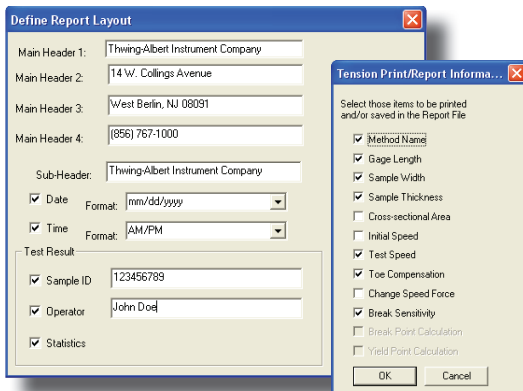 Define Report Layout
Main Header 1: Thwing-Albert Instrument Company
Main Header 2: 14 W. Collings Avenue
Main Header 3: West Berlin, NJ 08091
Main Header 4: (856) 767-1000
Sub-Header: Thwing-Albert Instrument Company
Date Format: mm/dd/yyyy
Time Format: AM/PM
Test Result
Sample ID 123456789
Operator John Doe
Statistics
Tension Print/Report Informa...
Select those items to be printed
and/or saved in the Report File
Method Name
Gage Length
Sample Width
Sample Thickness
Cross-sectional Area
Initial Speed
Test Speed
Toe Compensation
Change Speed Force
Break Sensitivity
Break Point Calculation
Yield Point Calculation
OK Cancel